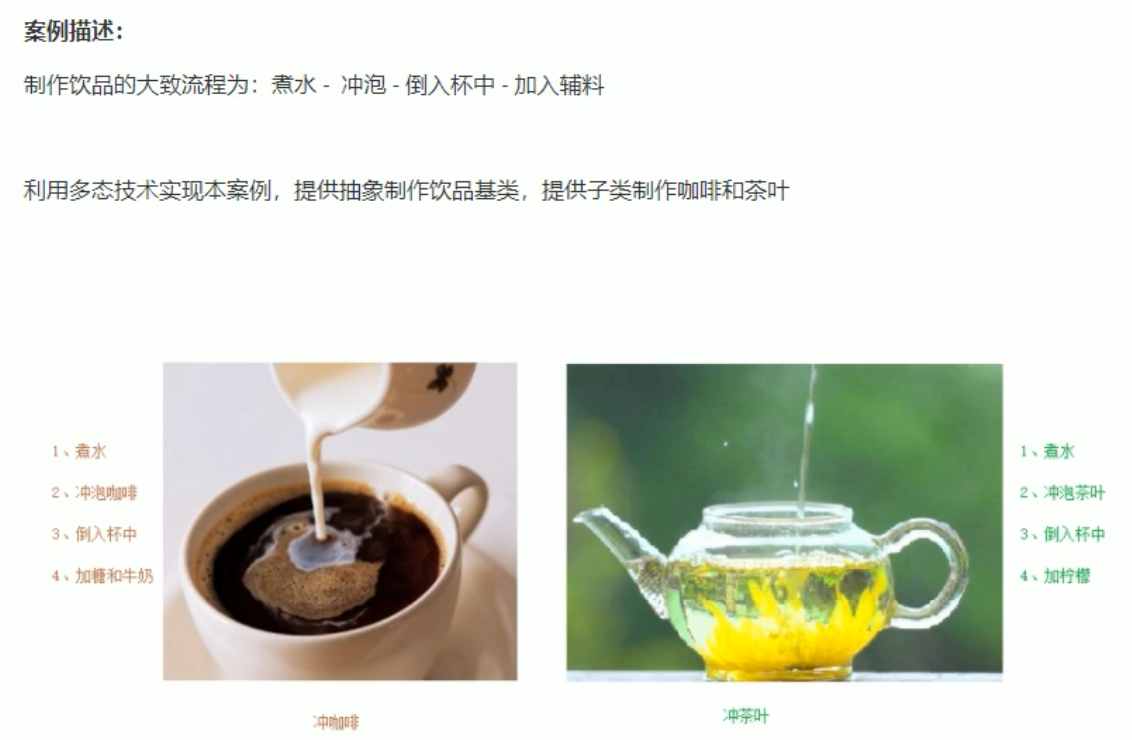 案例描述：
制作饮品的大致流程为：煮水 - 冲泡 - 倒入杯中 - 加入辅料
利用多态技术实现本案例，提供抽象制作饮品基类，提供子类制作咖啡和茶叶
1、煮水
2、冲泡咖啡
3、倒入杯中
4、加糖和牛奶
冲咖啡
1、煮水
2、冲泡茶叶
3、倒入杯中
4、加柠檬
冲茶叶